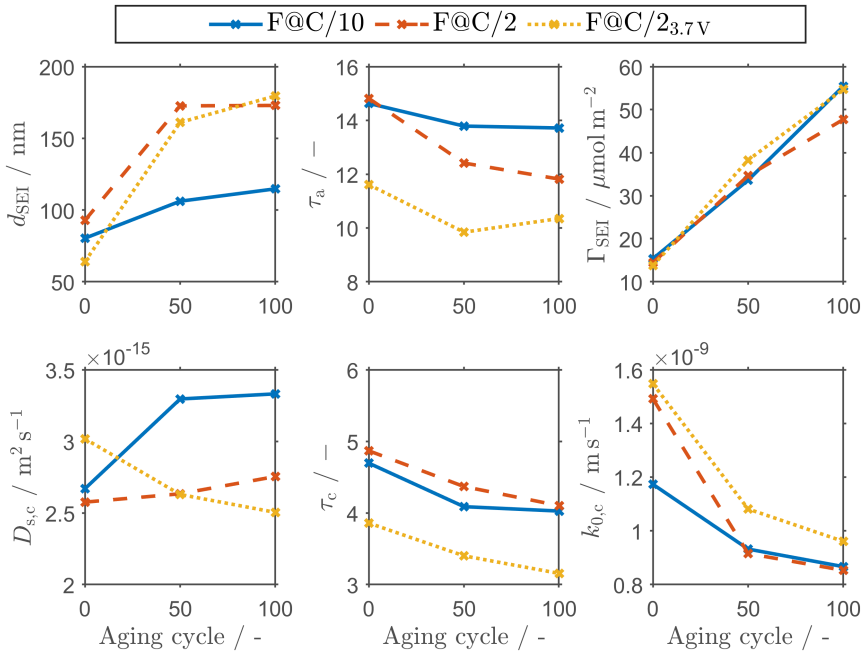 F@C/10 F@C/2 F@C/2₃.₇ V
200 150 100 50
d_SEI / nm
0 50 100
16 14 12 10 8
τ_a / –
0 50 100
60 50 40 30 20 10
Γ_SEI / μmol m⁻²
0 50 100
×10⁻¹⁵
3.5 3 2.5 2
D_s,c / m² s⁻¹
0 50 100
Aging cycle / -
6 5 4 3
τ_c / –
0 50 100
Aging cycle / -
×10⁻⁹
1.6 1.4 1.2 1 0.8
k_0,c / m s⁻¹
0 50 100
Aging cycle / -